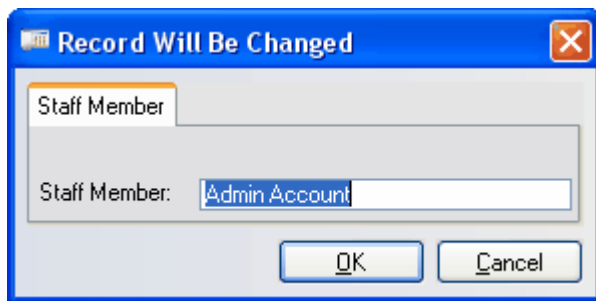 Record Will Be Changed
Staff Member
Staff Member: Admin Account
OK Cancel